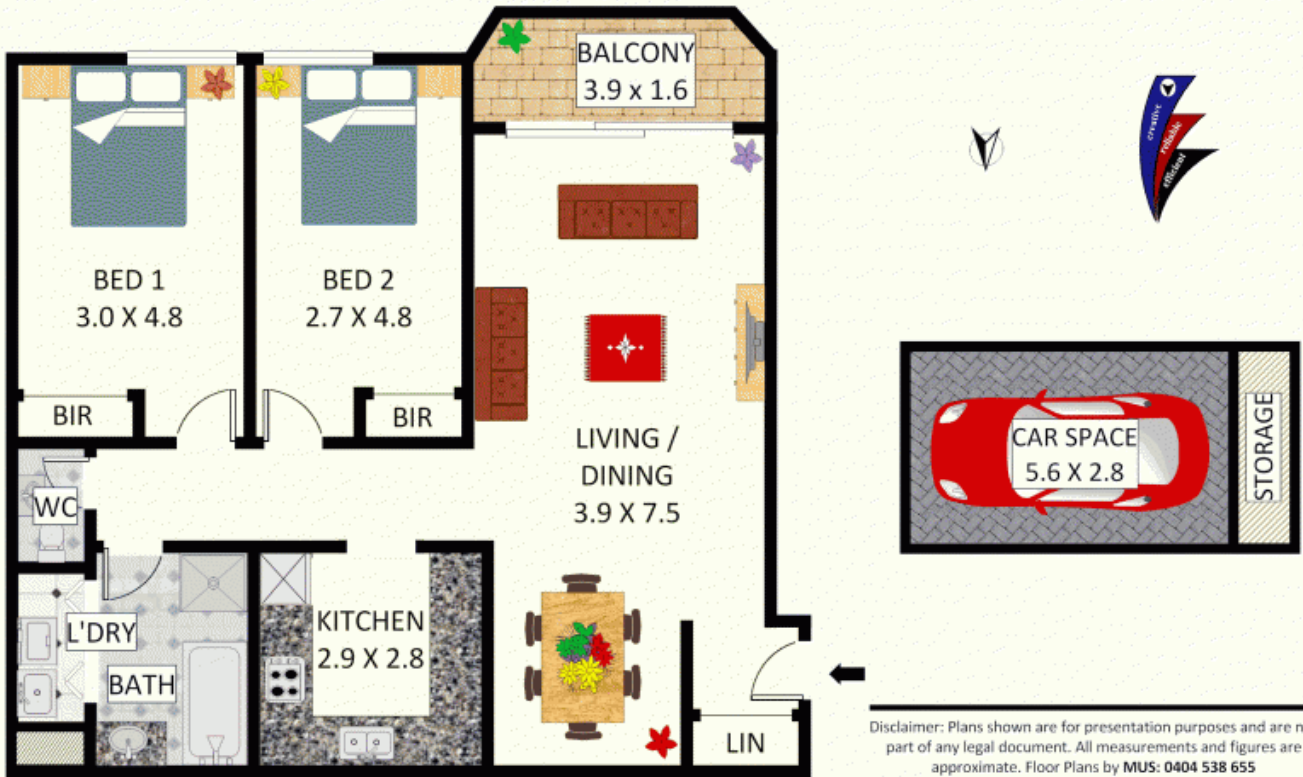 BALCONY
3.9 x 1.6
creative
reliable
efficient
BED 1
3.0 X 4.8
BED 2
2.7 X 4.8
BIR
BIR
LIVING /
DINING
3.9 X 7.5
CAR SPACE
5.6 X 2.8
STORAGE
WC
L'DRY
BATH
KITCHEN
2.9 X 2.8
LIN
Disclaimer: Plans shown are for presentation purposes and are n
part of any legal document. All measurements and figures are
approximate. Floor Plans by MUS: 0404 538 655